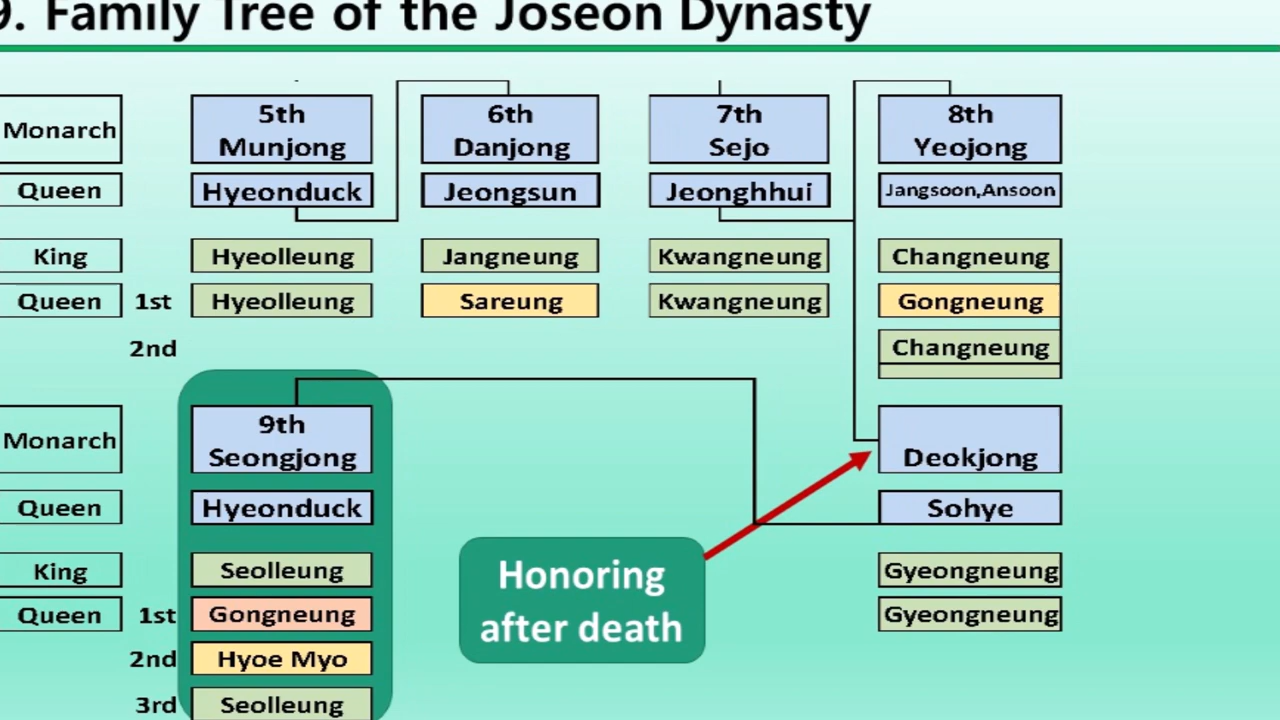 9. Family Tree of the Joseon Dynasty
Monarch
5th
Munjong
6th
Danjong
7th
Sejo
8th
Yeojong
Queen
Hyeonduck
Jeongsun
Jeonghhui
Jangsoon,Ansoon
King
Hyeolleung
Jangneung
Kwangneung
Changneung
Queen
1st
Hyeolleung
Sareung
Kwangneung
Gongneung
2nd
Changneung
Monarch
9th
Seongjong
Deokjong
Queen
Hyeonduck
Sohye
King
Seolleung
Gyeongneung
Queen
1st
Gongneung
Gyeongneung
2nd
Hyoe Myo
3rd
Seolleung
Honoring
after death